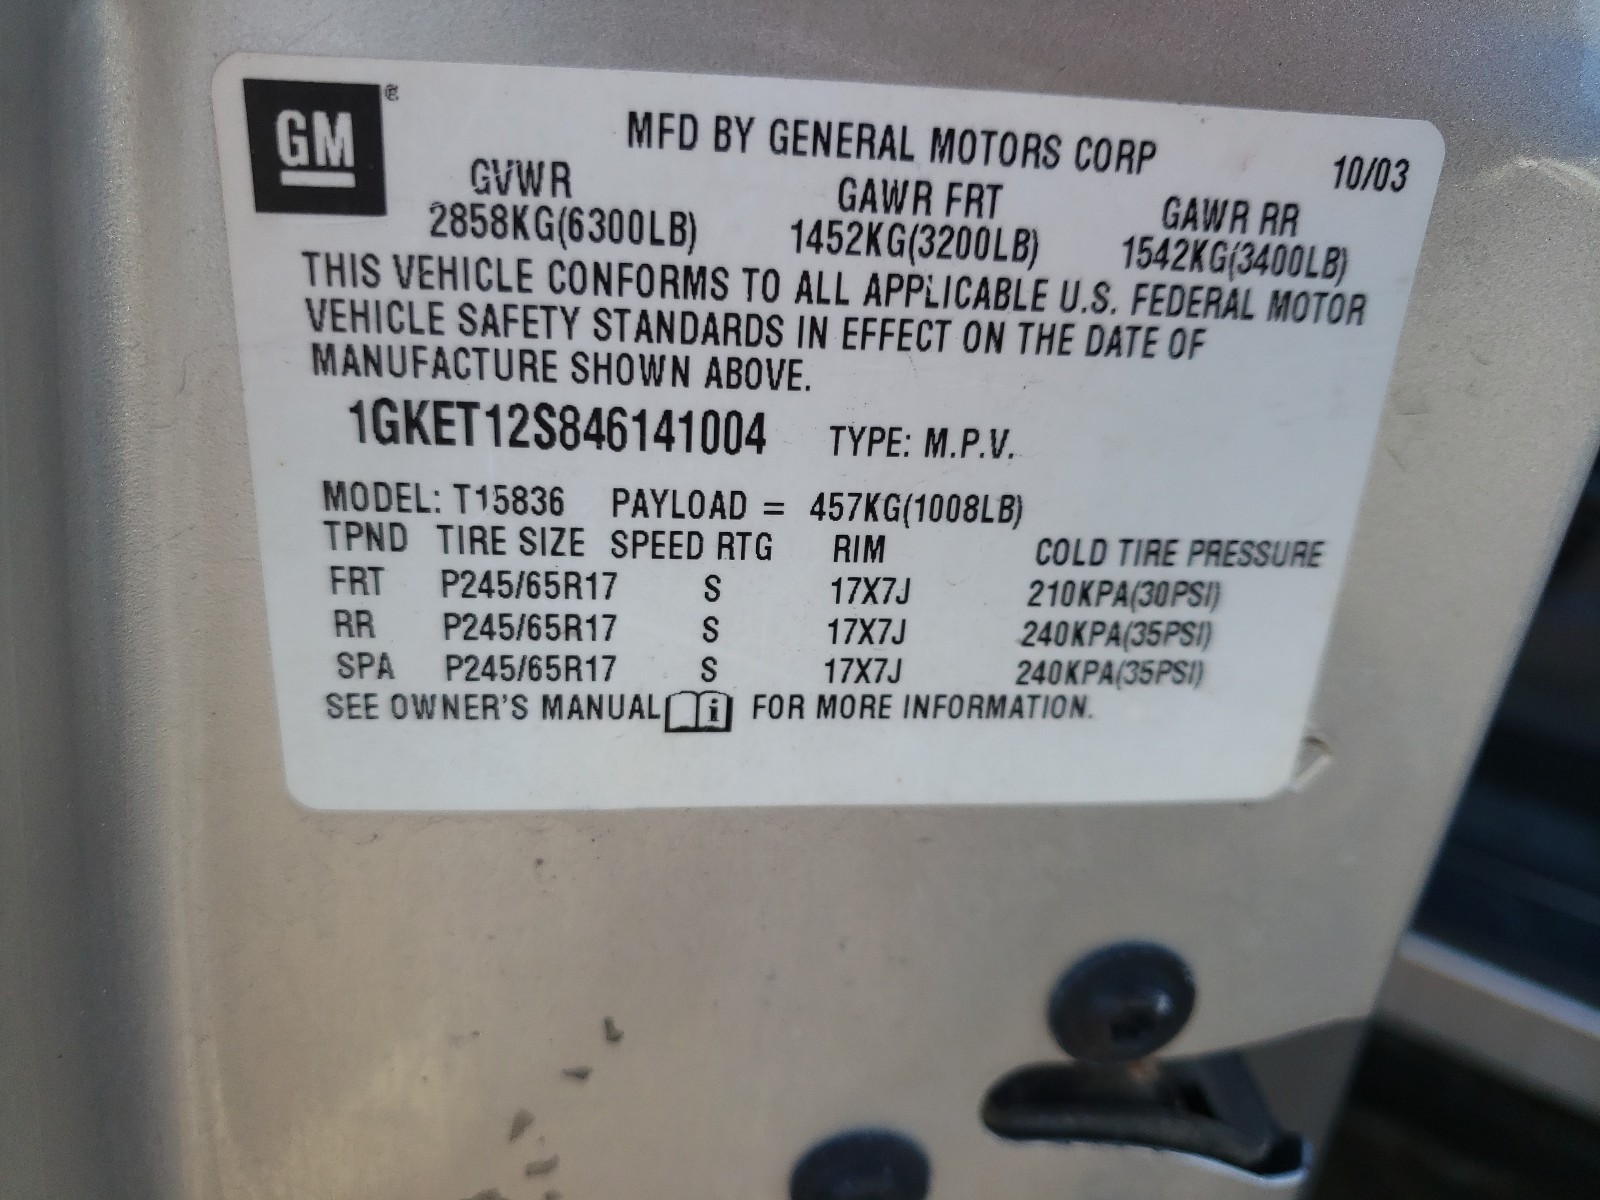 GM®
MFD BY GENERAL MOTORS CORP 10/03
GVWR GAWR FRT GAWR RR
2858KG(6300LB) 1452KG(3200LB) 1542KG(3400LB)
THIS VEHICLE CONFORMS TO ALL APPLICABLE U.S. FEDERAL MOTOR
VEHICLE SAFETY STANDARDS IN EFFECT ON THE DATE OF
MANUFACTURE SHOWN ABOVE.
1GKET12S846141004 TYPE: M.P.V.
MODEL: T15836 PAYLOAD = 457KG(1008LB)
TPND TIRE SIZE SPEED RTG RIM COLD TIRE PRESSURE
FRT P245/65R17 S 17X7J 210KPA(30PSI)
RR P245/65R17 S 17X7J 240KPA(35PSI)
SPA P245/65R17 S 17X7J 240KPA(35PSI)
SEE OWNER'S MANUAL i FOR MORE INFORMATION.